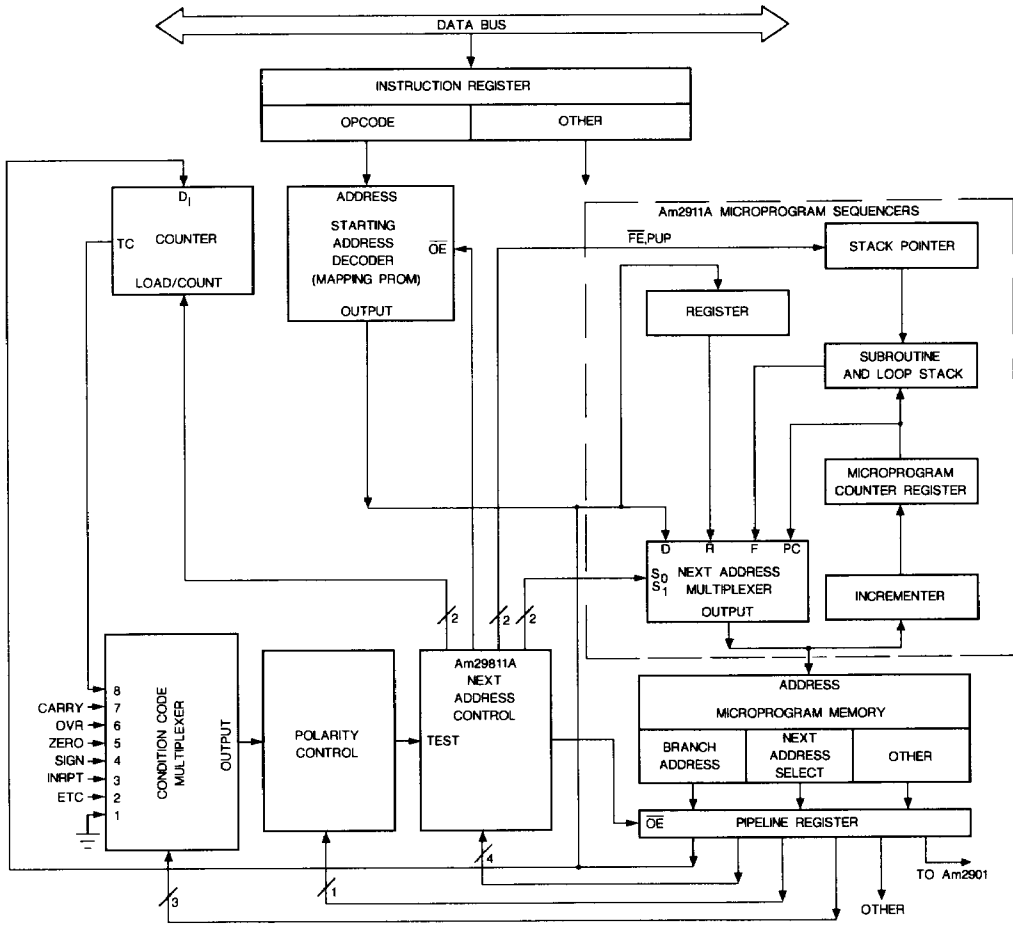 DATA BUS
INSTRUCTION REGISTER
OPCODE
OTHER
D_I
COUNTER
TC
LOAD/COUNT
ADDRESS
STARTING
ADDRESS
DECODER
(MAPPING PROM)
OUTPUT
O̅E̅
Am2911A MICROPROGRAM SEQUENCERS
F̅E̅,PUP
STACK POINTER
REGISTER
SUBROUTINE
AND LOOP STACK
MICROPROGRAM
COUNTER REGISTER
D
R
F
PC
S₀
S₁
NEXT ADDRESS
MULTIPLEXER
OUTPUT
INCREMENTER
2
2
2
8
CARRY 7
OVR 6
ZERO 5
SIGN 4
INRPT 3
ETC 2
1
CONDITION CODE
MULTIPLEXER
OUTPUT
POLARITY
CONTROL
Am29811A
NEXT
ADDRESS
CONTROL
TEST
ADDRESS
MICROPROGRAM MEMORY
BRANCH
ADDRESS
NEXT
ADDRESS
SELECT
OTHER
O̅E̅
PIPELINE REGISTER
3
1
4
TO Am2901
OTHER